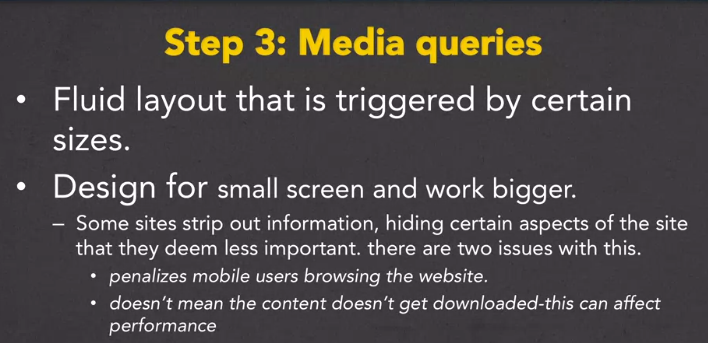 Step 3: Media queries
• Fluid layout that is triggered by certain
sizes.
• Design for small screen and work bigger.
– Some sites strip out information, hiding certain aspects of the site
that they deem less important. there are two issues with this.
• penalizes mobile users browsing the website.
• doesn't mean the content doesn't get downloaded-this can affect
performance